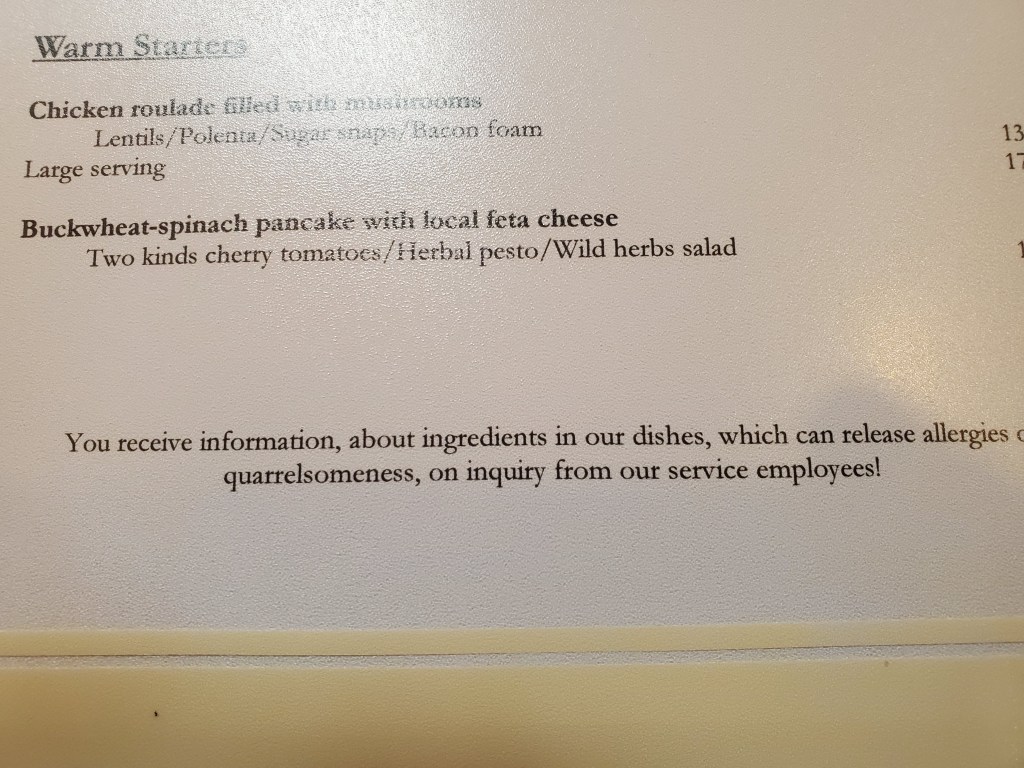 Warm Starters
Chicken roulade filled with mushrooms
Lentils/Polenta/Sugar snaps/Bacon foam 13
Large serving 17
Buckwheat-spinach pancake with local feta cheese
Two kinds cherry tomatoes/Herbal pesto/Wild herbs salad 1
You receive information, about ingredients in our dishes, which can release allergies
quarrelsomeness, on inquiry from our service employees!